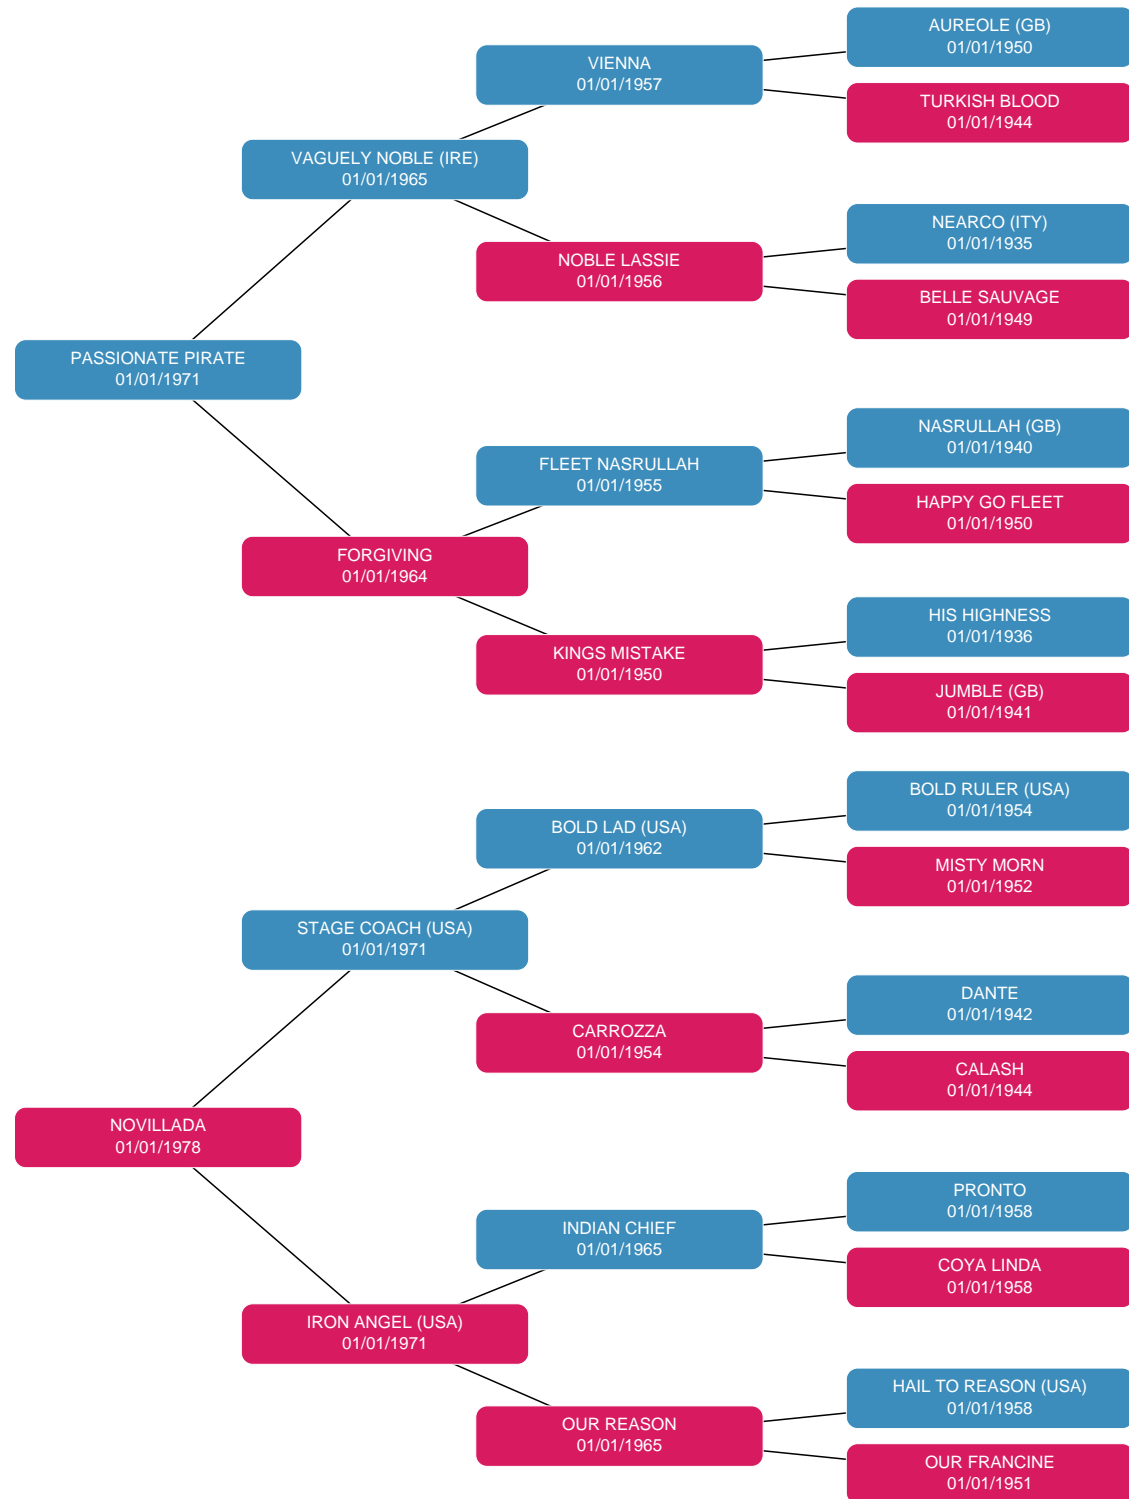 AUREOLE (GB)
01/01/1950
VIENNA
01/01/1957
TURKISH BLOOD
01/01/1944
VAGUELY NOBLE (IRE)
01/01/1965
NEARCO (ITY)
01/01/1935
NOBLE LASSIE
01/01/1956
BELLE SAUVAGE
01/01/1949
PASSIONATE PIRATE
01/01/1971
NASRULLAH (GB)
01/01/1940
FLEET NASRULLAH
01/01/1955
HAPPY GO FLEET
01/01/1950
FORGIVING
01/01/1964
HIS HIGHNESS
01/01/1936
KINGS MISTAKE
01/01/1950
JUMBLE (GB)
01/01/1941
BOLD RULER (USA)
01/01/1954
BOLD LAD (USA)
01/01/1962
MISTY MORN
01/01/1952
STAGE COACH (USA)
01/01/1971
DANTE
01/01/1942
CARROZZA
01/01/1954
CALASH
01/01/1944
NOVILLADA
01/01/1978
PRONTO
01/01/1958
INDIAN CHIEF
01/01/1965
COYA LINDA
01/01/1958
IRON ANGEL (USA)
01/01/1971
HAIL TO REASON (USA)
01/01/1958
OUR REASON
01/01/1965
OUR FRANCINE
01/01/1951